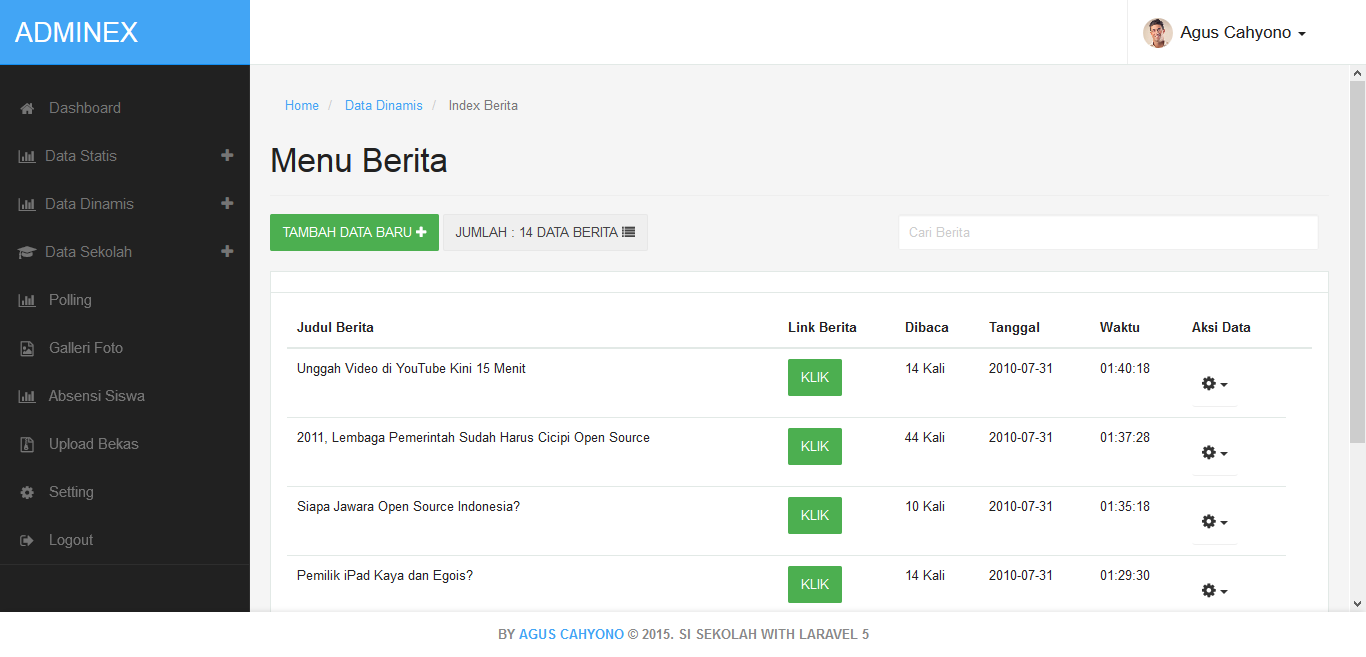 ADMINEX
Agus Cahyono
Dashboard
Data Statis
Data Dinamis
Data Sekolah
Polling
Galleri Foto
Absensi Siswa
Upload Bekas
Setting
Logout
Home / Data Dinamis / Index Berita
Menu Berita
TAMBAH DATA BARU JUMLAH : 14 DATA BERITA Cari Berita
Judul Berita Link Berita Dibaca Tanggal Waktu Aksi Data
Unggah Video di YouTube Kini 15 Menit KLIK 14 Kali 2010-07-31 01:40:18
2011, Lembaga Pemerintah Sudah Harus Cicipi Open Source KLIK 44 Kali 2010-07-31 01:37:28
Siapa Jawara Open Source Indonesia? KLIK 10 Kali 2010-07-31 01:35:18
Pemilik iPad Kaya dan Egois? KLIK 14 Kali 2010-07-31 01:29:30
BY AGUS CAHYONO © 2015. SI SEKOLAH WITH LARAVEL 5